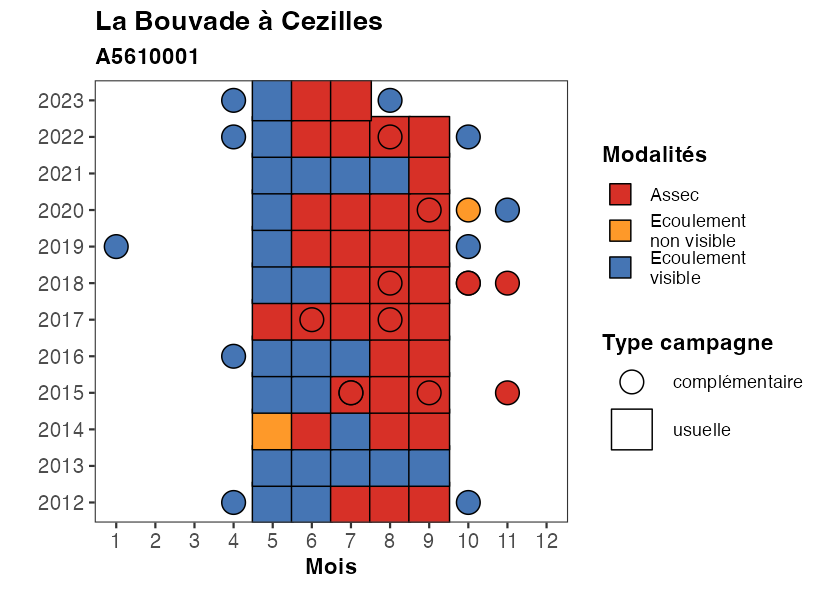 La Bouvade à Cezilles
A5610001
2023
2022
2021
2020
2019
2018
2017
2016
2015
2014
2013
2012
1 2 3 4 5 6 7 8 9 10 11 12
Mois
Modalités
Assec
Ecoulement
non visible
Ecoulement
visible
Type campagne
complémentaire
usuelle